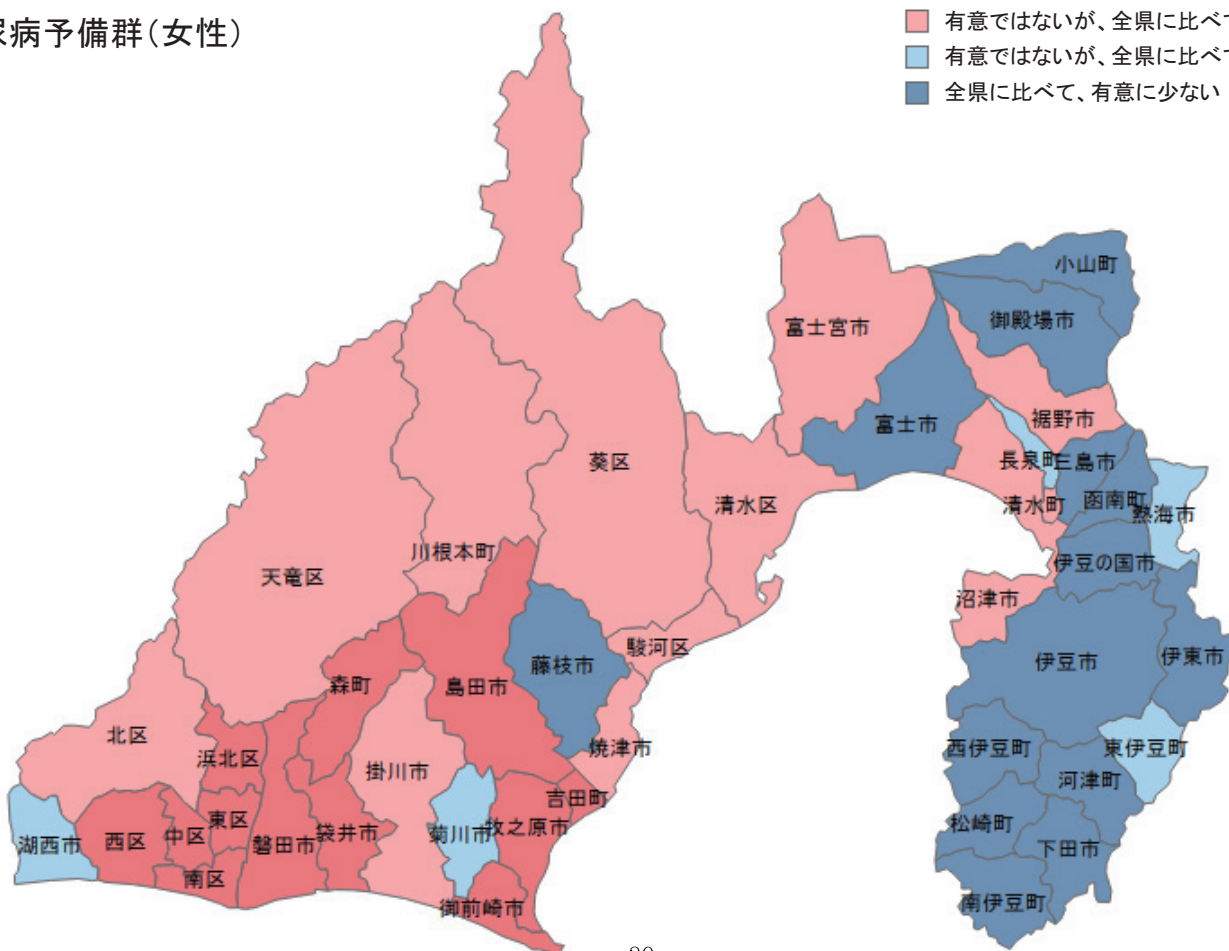 尿病予備群（女性）
有意ではないが、全県に比べて
有意ではないが、全県に比べて
全県に比べて、有意に少ない
小山町
御殿場市
富士宮市
裾野市
富士市
長泉町
三島市
葵区
函南町
清水区
清水町
熱海市
川根本町
伊豆の国市
天竜区
沼津市
駿河区
藤枝市
伊豆市
伊東市
森町
島田市
北区
焼津市
西伊豆町
東伊豆町
浜北区
掛川市
河津町
吉田町
東区
湖西市
西区
中区
磐田市
袋井市
菊川市
牧之原市
松崎町
下田市
南区
御前崎市
南伊豆町